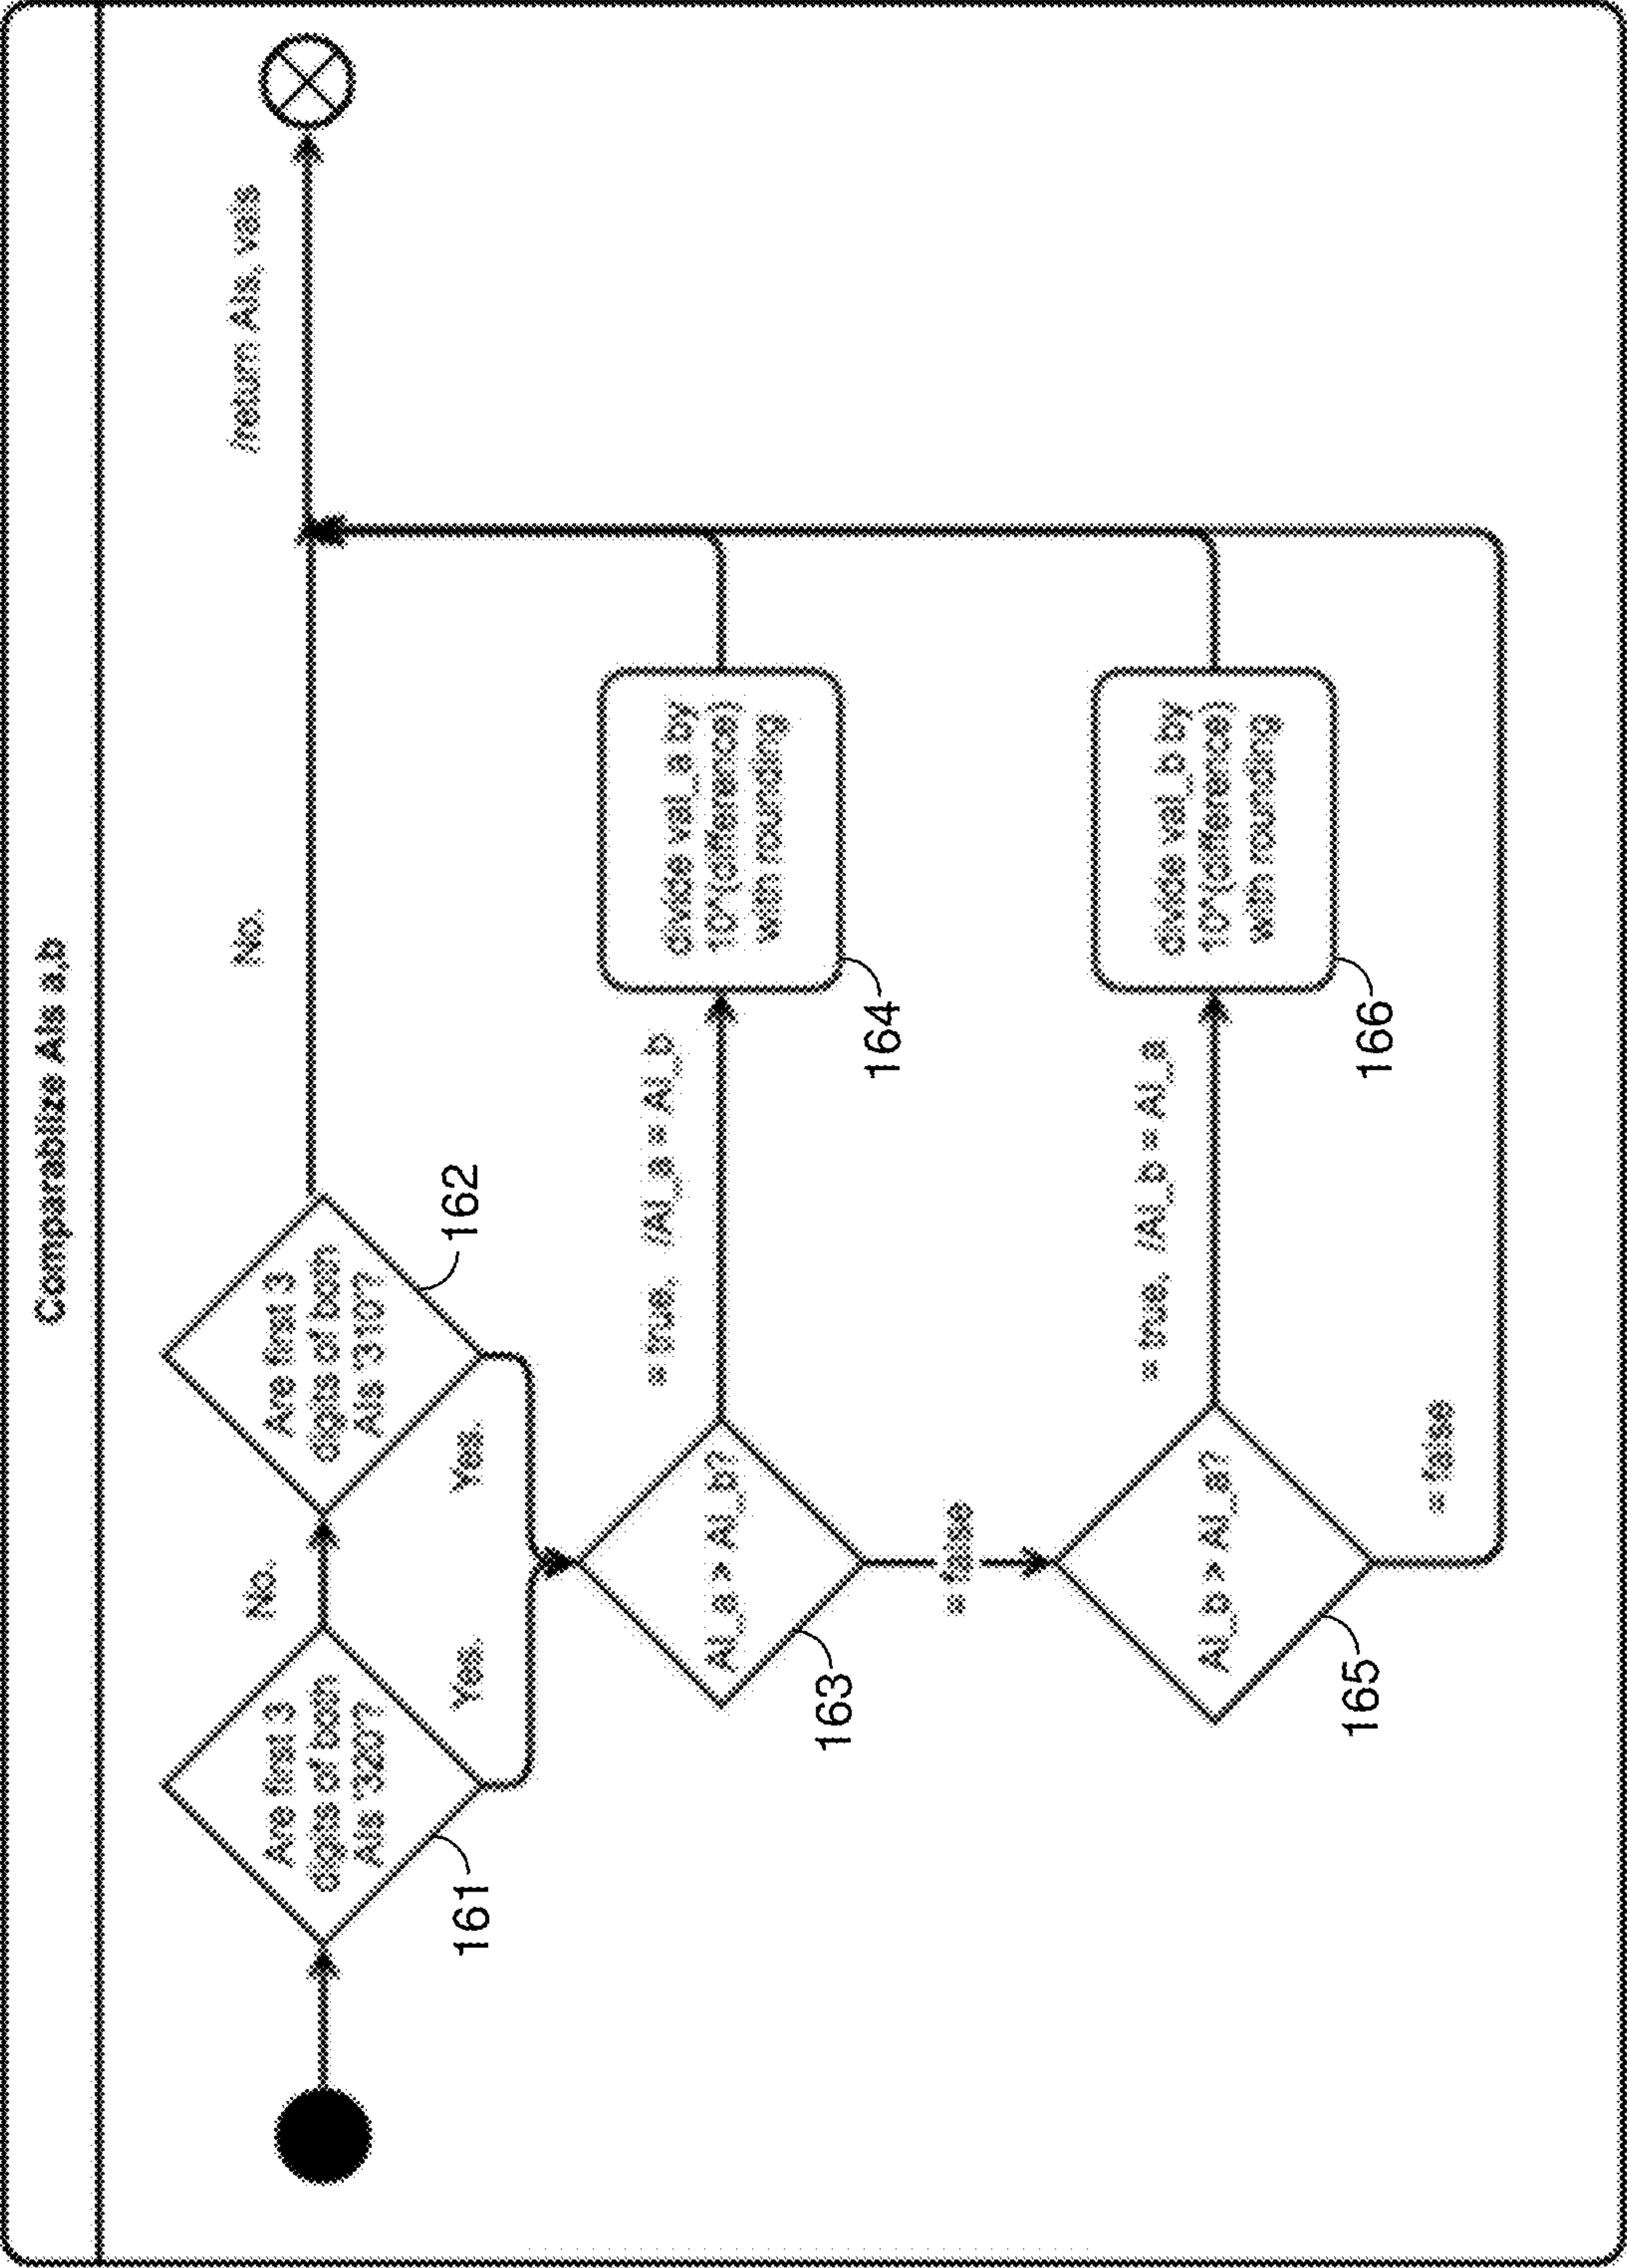 Comparabilize AIs a,b
Are first 3
digits of both
AIs '320'?
161
No.
Yes.
Are first 3
digits of both
AIs '310'?
162
No.
Yes.
/return AIs, vals
AI_a > AI_b?
163
= true, /AI_a = AI_b
divide val_a by
10^(difference)
with rounding
164
= false
AI_b > AI_a?
165
= true, /AI_b = AI_a
divide val_b by
10^(difference)
with rounding
166
= false